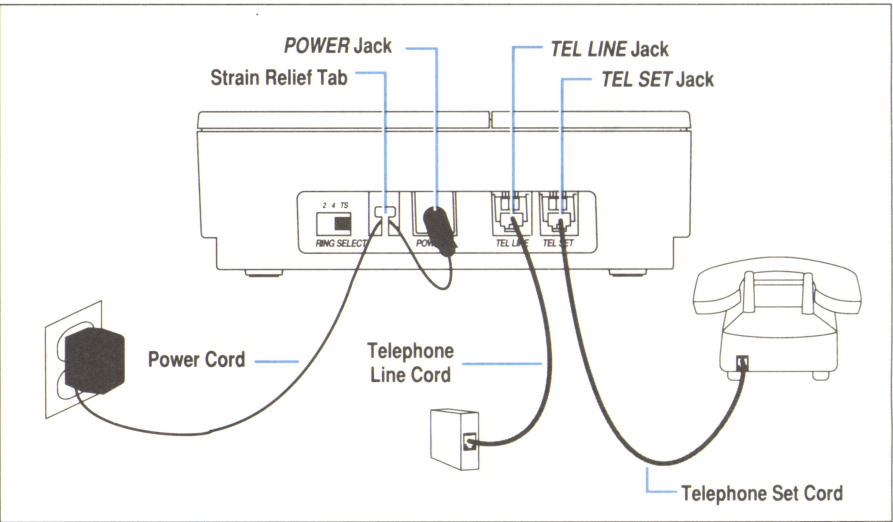 POWER Jack
TEL LINE Jack
Strain Relief Tab
TEL SET Jack
2 4 TS
RING SELECT
TEL LINE
TEL SET
Power Cord
Telephone
Line Cord
Telephone Set Cord